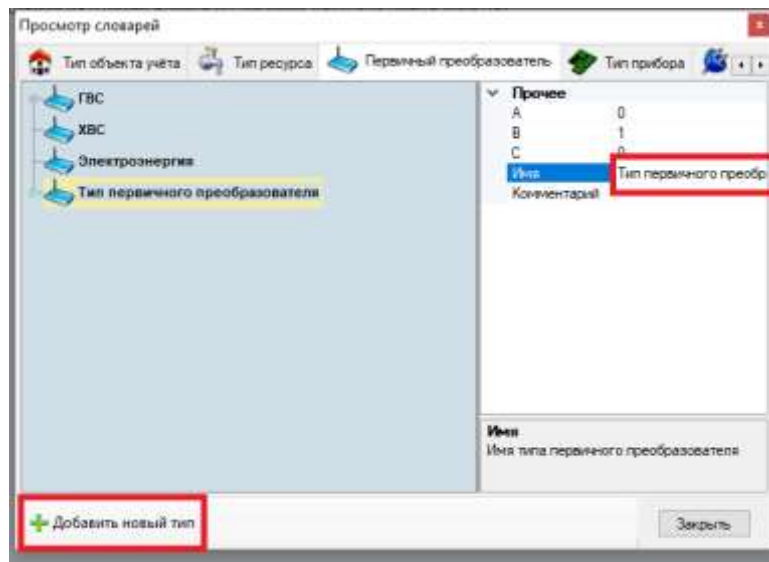 Просмотр словарей
Тип объекта учёта Тип ресурса Первичный преобразователь Тип прибора
ГВС
ХВС
Электроэнергия
Тип первичного преобразователя
Прочее
A 0
B 1
C 0
Имя Тип первичного преобр
Комментарий
Имя
Имя типа первичного преобразователя
Добавить новый тип
Закрыть